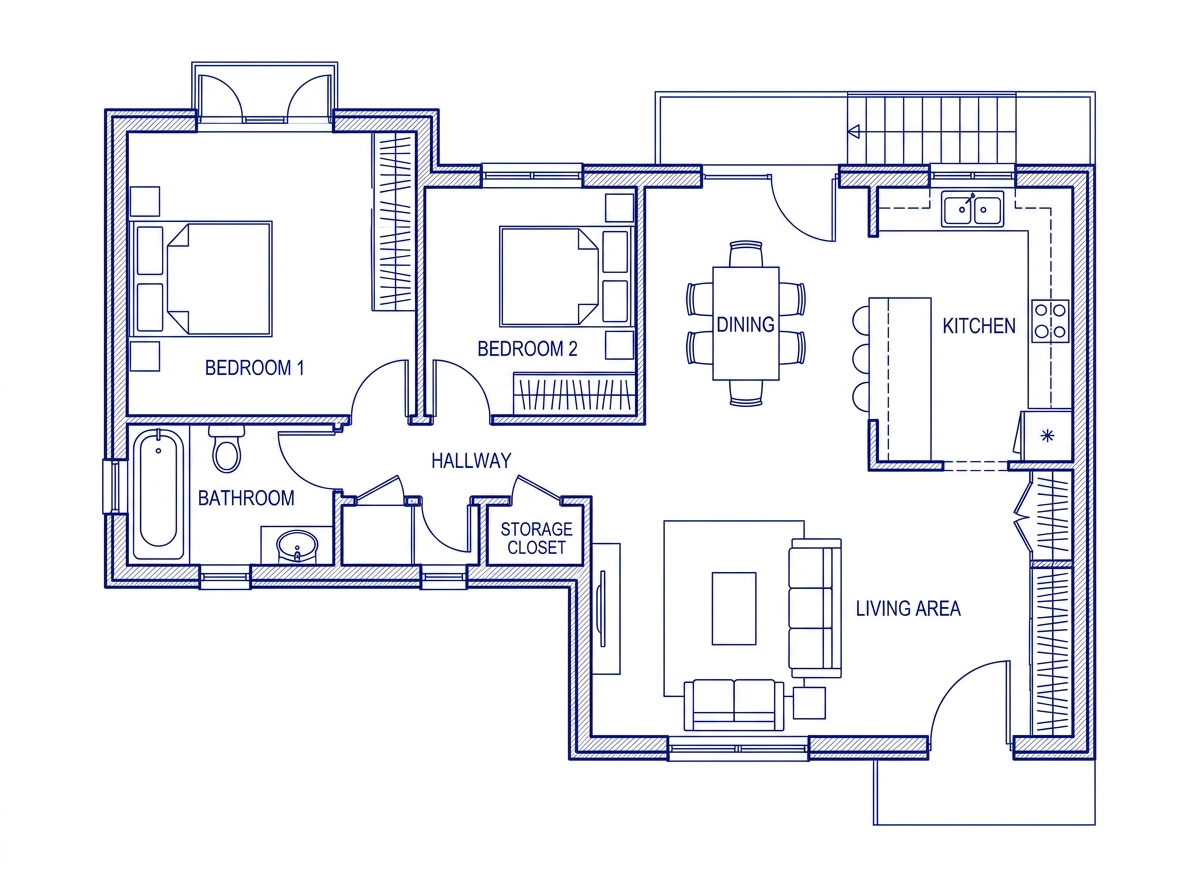 DINING
KITCHEN
BEDROOM 2
BEDROOM 1
HALLWAY
BATHROOM
STORAGE
CLOSET
LIVING AREA